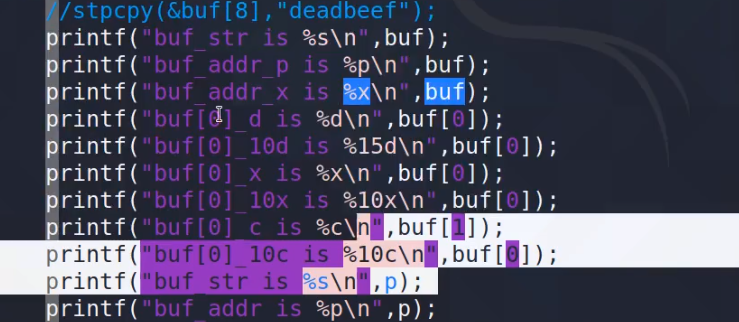 //stpcpy(&buf[8],"deadbeef");
printf("buf_str is %s\n",buf);
printf("buf_addr_p is %p\n",buf);
printf("buf_addr_x is %x\n",buf);
printf("buf[0]_d is %d\n",buf[0]);
printf("buf[0]_10d is %15d\n",buf[0]);
printf("buf[0]_x is %x\n",buf[0]);
printf("buf[0]_10x is %10x\n",buf[0]);
printf("buf[0]_c is %c\n",buf[1]);
printf("buf[0]_10c is %10c\n",buf[0]);
printf("buf_str is %s\n",p);
printf("buf_addr is %p\n",p);